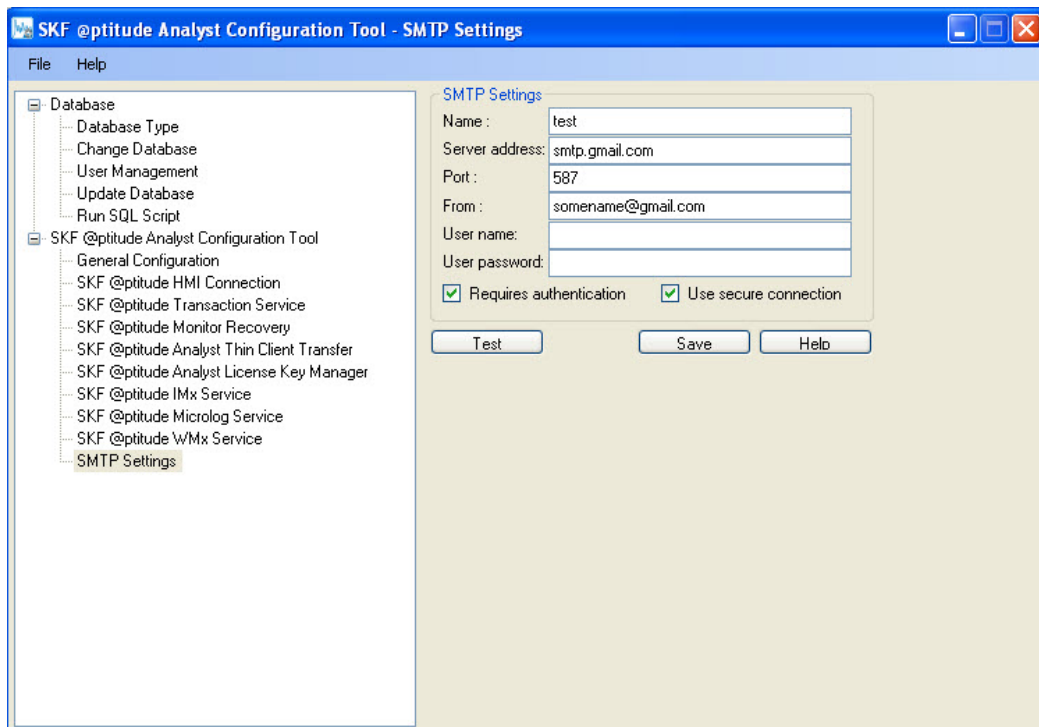 SKF @ptitude Analyst Configuration Tool - SMTP Settings
File Help
Database
Database Type
Change Database
User Management
Update Database
Run SQL Script
SKF @ptitude Analyst Configuration Tool
General Configuration
SKF @ptitude HMI Connection
SKF @ptitude Transaction Service
SKF @ptitude Monitor Recovery
SKF @ptitude Analyst Thin Client Transfer
SKF @ptitude Analyst License Key Manager
SKF @ptitude IMx Service
SKF @ptitude Microlog Service
SKF @ptitude WMx Service
SMTP Settings
SMTP Settings
Name : test
Server address: smtp.gmail.com
Port : 587
From : somename@gmail.com
User name:
User password:
Requires authentication Use secure connection
Test Save Help